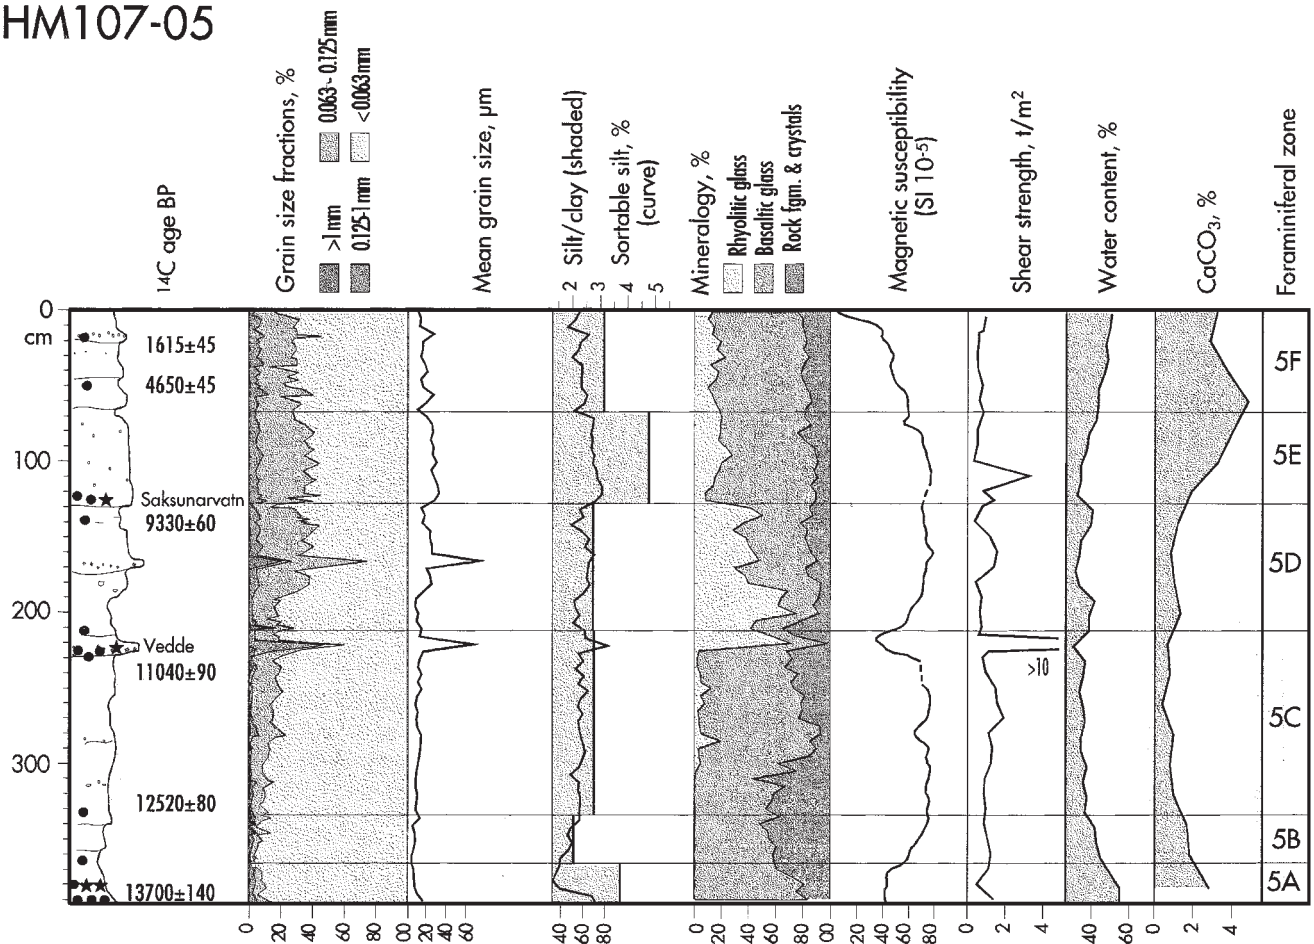 HM107-05
14C age BP
Grain size fractions, %
>1mm
0.125-1mm
0.063 - 0.125mm
<0.063mm
Mean grain size, µm
Silt/clay (shaded)
Sortable silt, %
(curve)
2 3 4 5
Mineralogy, %
Rhyolitic glass
Basaltic glass
Rock fgm. & crystals
Magnetic susceptibility
(SI 10-5)
Shear strength, t/m2
Water content, %
CaCO3, %
Foraminiferal zone
0
cm
100
200
300
1615±45
4650±45
Saksunarvatn
9330±60
Vedde
11040±90
12520±80
13700±140
>10
5F
5E
5D
5C
5B
5A
0 20 40 60 80 00
20 40 60
40 60 80
0 20 40 60 80 00
20 40 60 80
0 2 4
40 60
0 2 4